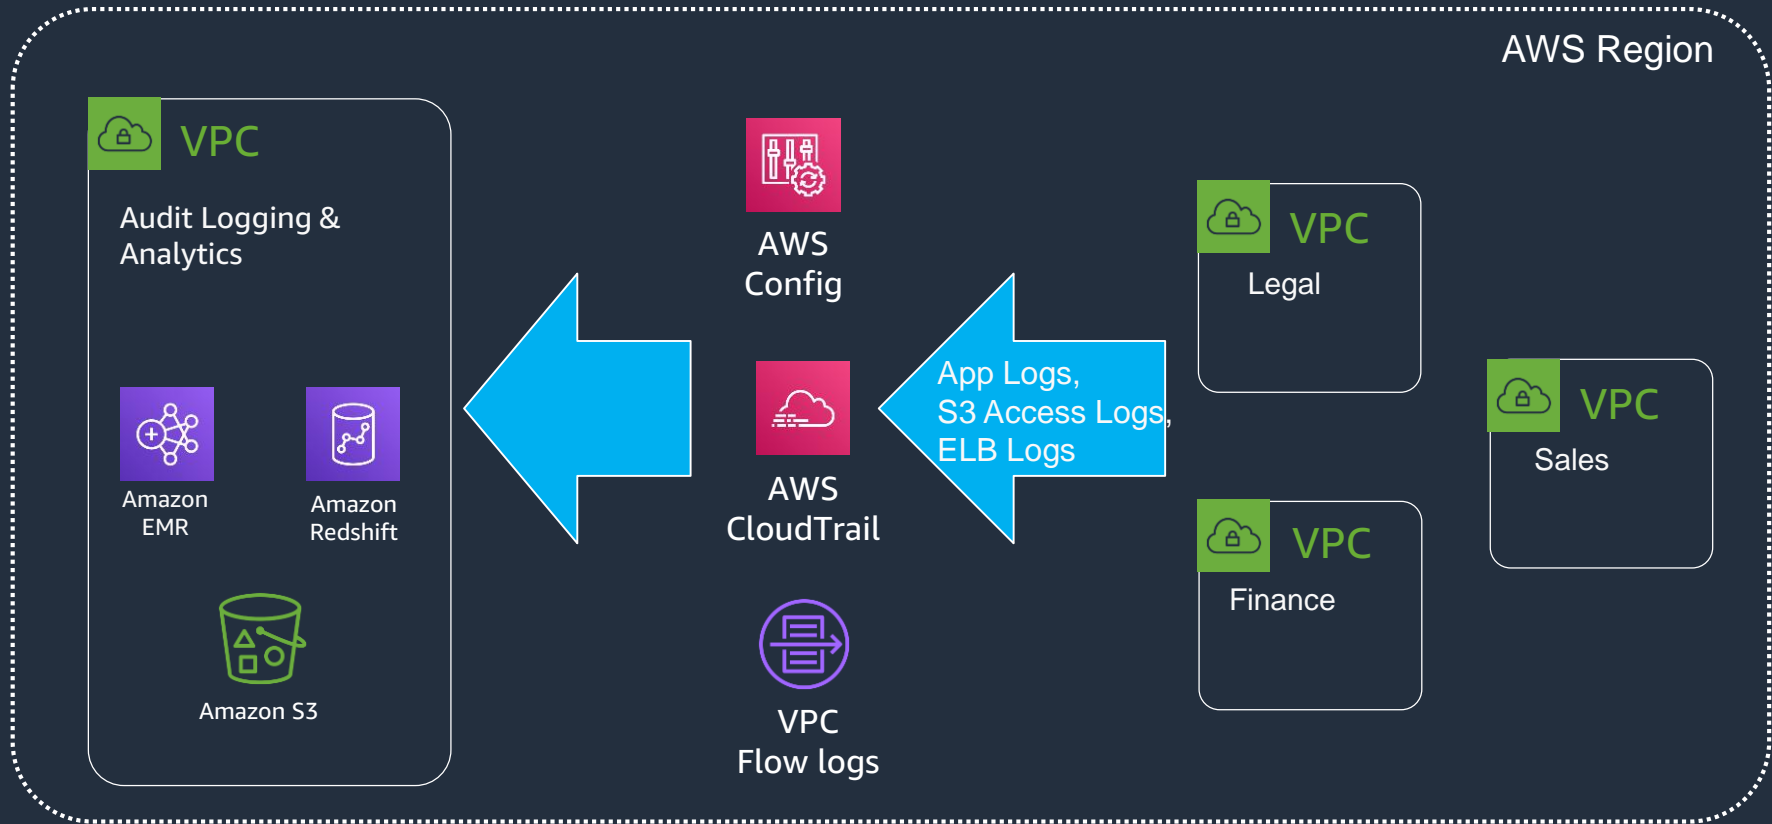 AWS Region
VPC
Audit Logging &
Analytics
Amazon
EMR
Amazon
Redshift
Amazon S3
AWS
Config
AWS
CloudTrail
VPC
Flow logs
App Logs,
S3 Access Logs,
ELB Logs
VPC
Legal
VPC
Sales
VPC
Finance